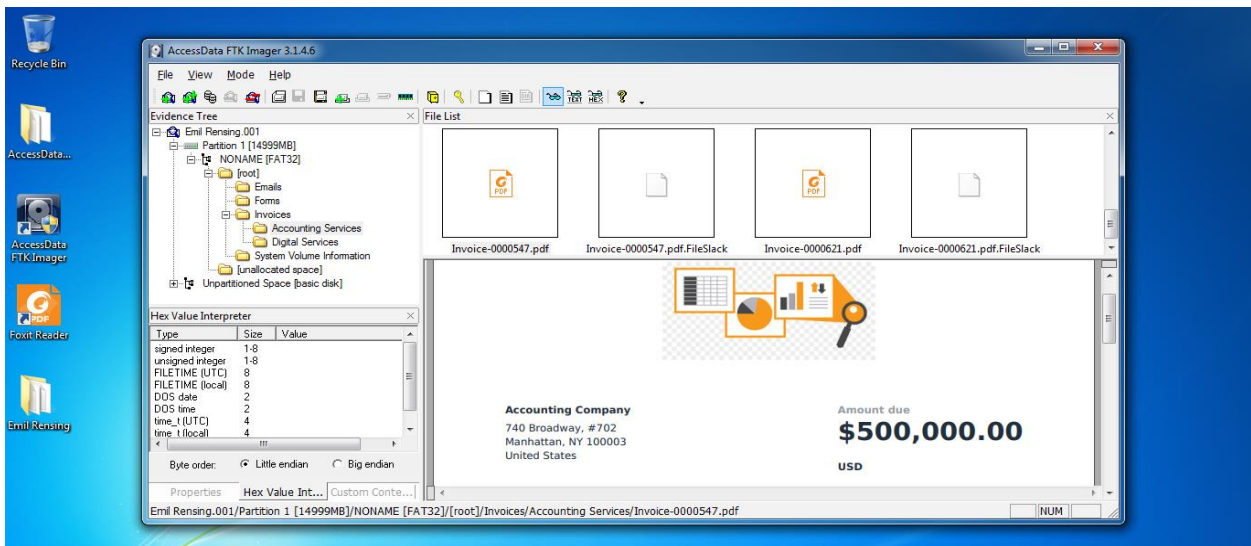 Recycle Bin
AccessData...
AccessData
FTK Imager
PDF
Foxit Reader
Emil Rensing
AccessData FTK Imager 3.1.4.6
File View Mode Help
TEXT HEX
Evidence Tree
Emil Rensing.001
Partition 1 [14999MB]
NONAME [FAT32]
[root]
Emails
Forms
Invoices
Accounting Services
Digital Services
System Volume Information
[unallocated space]
Unpartitioned Space [basic disk]
Hex Value Interpreter
Type Size Value
signed integer 1-8
unsigned integer 1-8
FILETIME (UTC) 8
FILETIME (local) 8
DOS date 2
DOS time 2
time_t (UTC) 4
time_t (local) 4
Byte order: Little endian Big endian
Properties Hex Value Int... Custom Conte...
File List
PDF PDF
Invoice-0000547.pdf Invoice-0000547.pdf.FileSlack Invoice-0000621.pdf Invoice-0000621.pdf.FileSlack
Accounting Company
740 Broadway, #702
Manhattan, NY 100003
United States
Amount due
$500,000.00
USD
Emil Rensing.001/Partition 1 [14999MB]/NONAME [FAT32]/[root]/Invoices/Accounting Services/Invoice-0000547.pdf
NUM